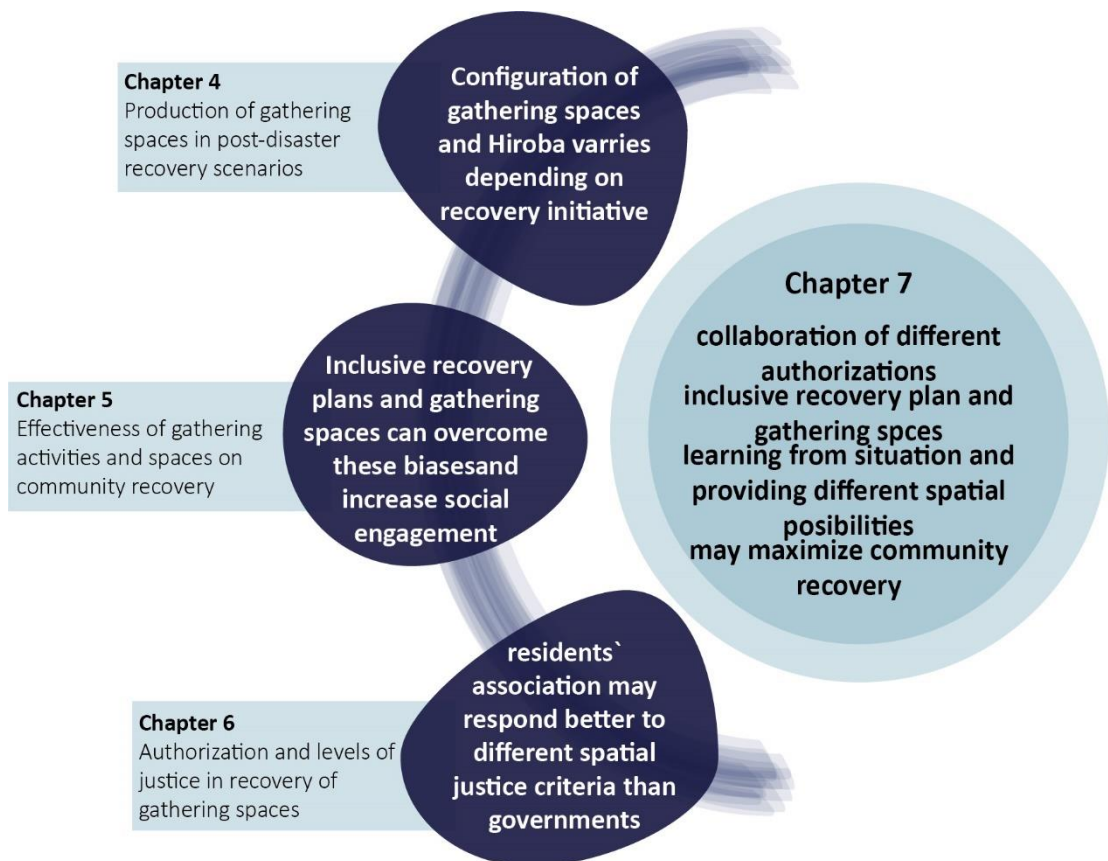 Chapter 4
Production of gathering
spaces in post-disaster
recovery scenarios
Configuration of
gathering spaces
and Hiroba varries
depending on
recovery initiative
Chapter 5
Effectiveness of gathering
activities and spaces on
community recovery
Inclusive recovery
plans and gathering
spaces can overcome
these biasesand
increase social
engagement
Chapter 6
Authorization and levels of
justice in recovery of
gathering spaces
residents`
association may
respond better to
different spatial
justice criteria than
governments
Chapter 7
collaboration of different
authorizations
inclusive recovery plan and
gathering spces
learning from situation and
providing different spatial
posibilities
may maximize community
recovery